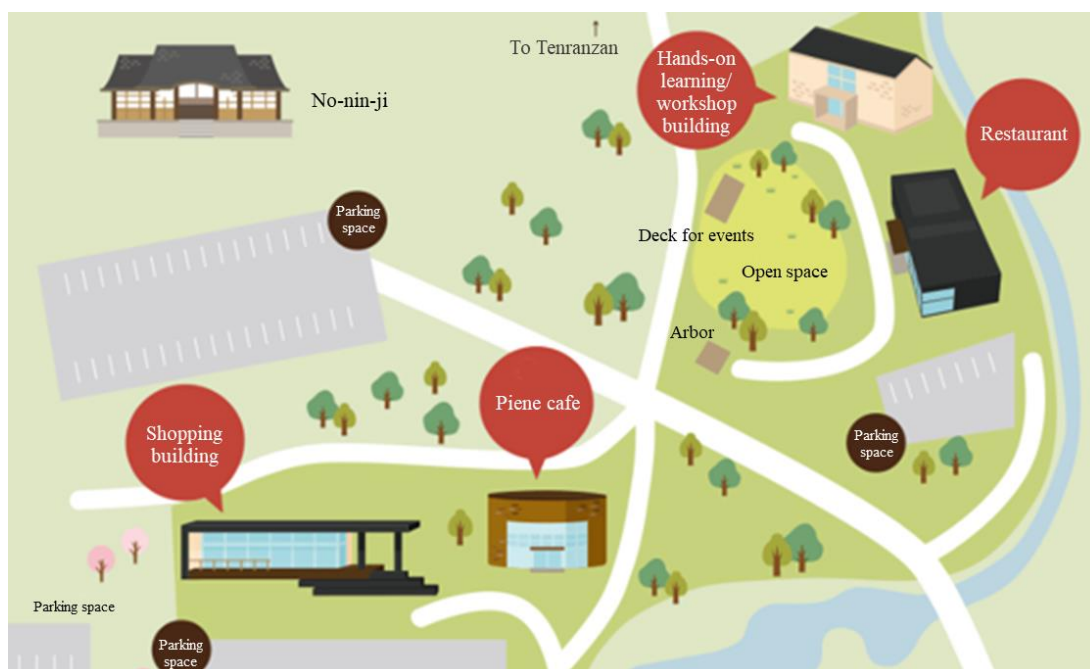 To Tenranzan
Hands-on
learning/
workshop
building
No-nin-ji
Restaurant
Parking
space
Deck for events
Open space
Arbor
Piene cafe
Shopping
building
Parking
space
Parking space
Parking
space